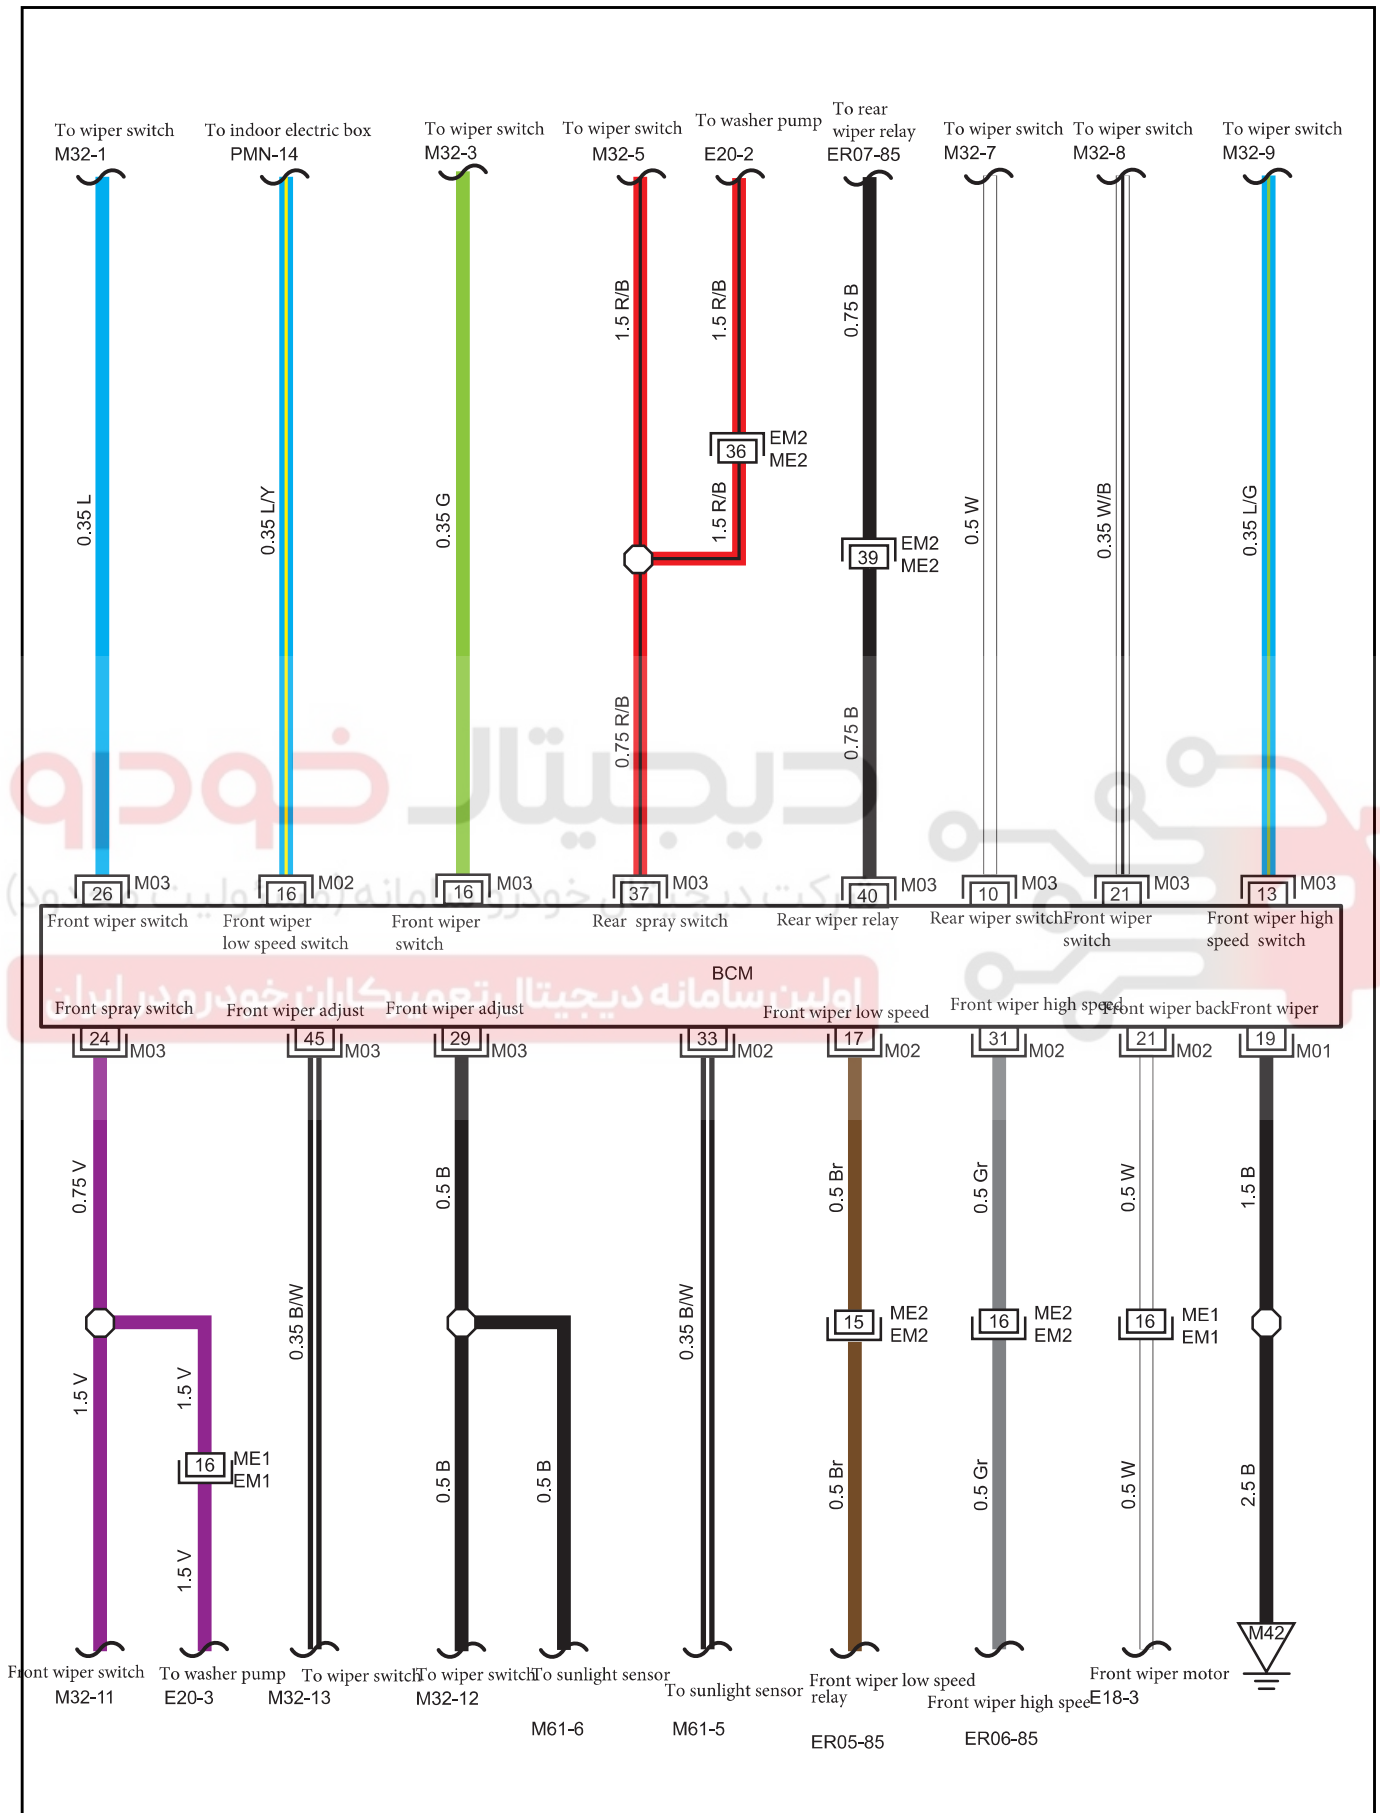 To wiper switch
M32-1
To indoor electric box
PMN-14
To wiper switch
M32-3
To wiper switch
M32-5
To washer pump
E20-2
To rear
wiper relay
ER07-85
To wiper switch
M32-7
To wiper switch
M32-8
To wiper switch
M32-9
0.35 L
0.35 L/Y
0.35 G
1.5 R/B
1.5 R/B
0.75 B
36
EM2
ME2
1.5 R/B
0.5 W
0.35 W/B
0.35 L/G
39
EM2
ME2
0.75 R/B
0.75 B
دیجیتال خودرو
26
M03
16
M02
16
M03
37
M03
40
M03
10
M03
21
M03
13
M03
Front wiper switch
Front wiper
low speed switch
Front wiper
switch
Rear spray switch
Rear wiper relay
Rear wiper switch
Front wiper
switch
Front wiper high
speed switch
BCM
اولین سامانه دیجیتال تعمیرکاران خودرو در ایران
Front spray switch
Front wiper adjust
Front wiper adjust
Front wiper low speed
Front wiper high speed
Front wiper back
Front wiper
24
M03
45
M03
29
M03
33
M02
17
M02
31
M02
21
M02
19
M01
0.75 V
0.5 B
0.5 Br
0.5 Gr
0.5 W
1.5 B
0.35 B/W
0.35 B/W
15
ME2
EM2
16
ME2
EM2
16
ME1
EM1
1.5 V
1.5 V
16
ME1
EM1
0.5 B
0.5 B
0.5 Br
0.5 Gr
0.5 W
2.5 B
1.5 V
M42
Front wiper switch
M32-11
To washer pump
E20-3
To wiper switch
M32-13
To wiper switch
M32-12
To sunlight sensor
M61-6
To sunlight sensor
M61-5
Front wiper low speed
relay
ER05-85
Front wiper high spee
ER06-85
Front wiper motor
E18-3